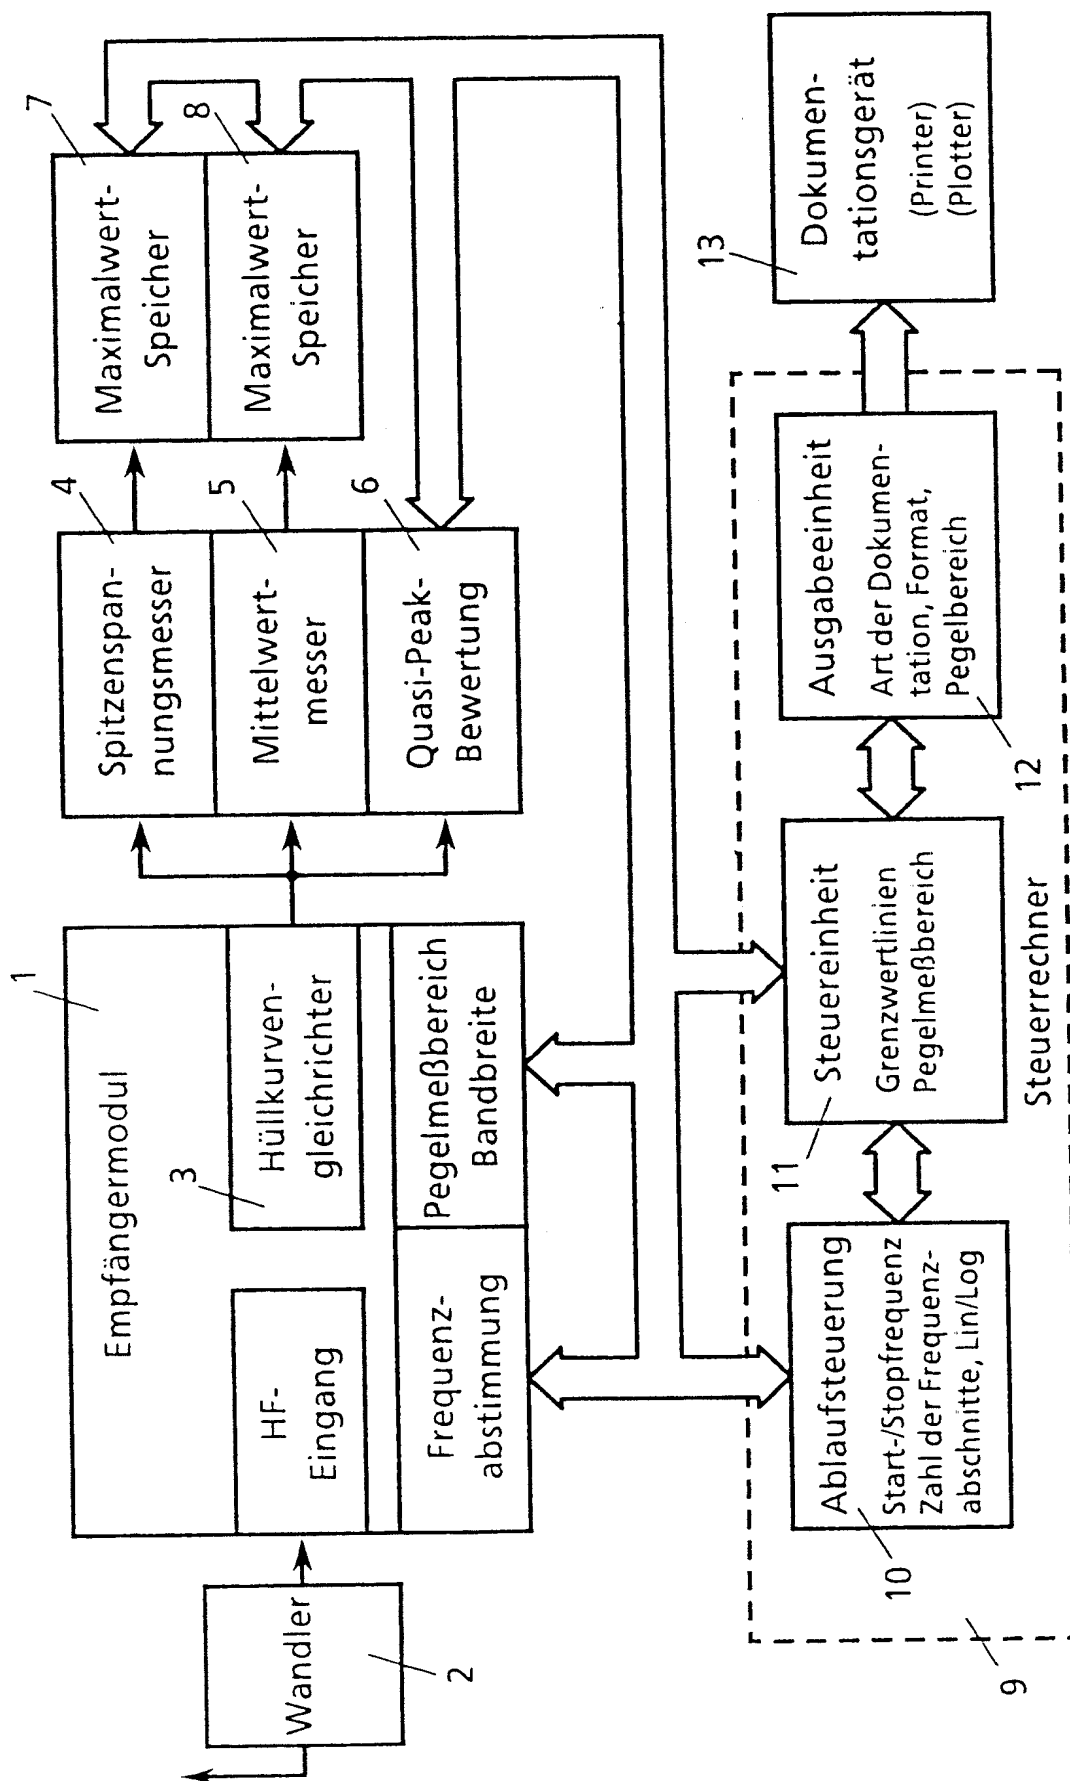 1
Empfängermodul
HF-
Eingang
3
Hüllkurven-
gleichrichter
Frequenz-
abstimmung
Pegelmeßbereich
Bandbreite
Wandler
2
4
Spitzenspan-
nungsmesser
5
Mittelwert-
messer
6
Quasi-Peak-
Bewertung
7
Maximalwert-
Speicher
8
Maximalwert-
Speicher
9
10
Ablaufsteuerung
Start-/Stopfrequenz
Zahl der Frequenz-
abschnitte, Lin/Log
11
Steuereinheit
Grenzwertlinien
Pegelmeßbereich
12
Ausgabeeinheit
Art der Dokumen-
tation, Format,
Pegelbereich
Steuerrechner
13
Dokumen-
tationsgerät
(Printer)
(Plotter)